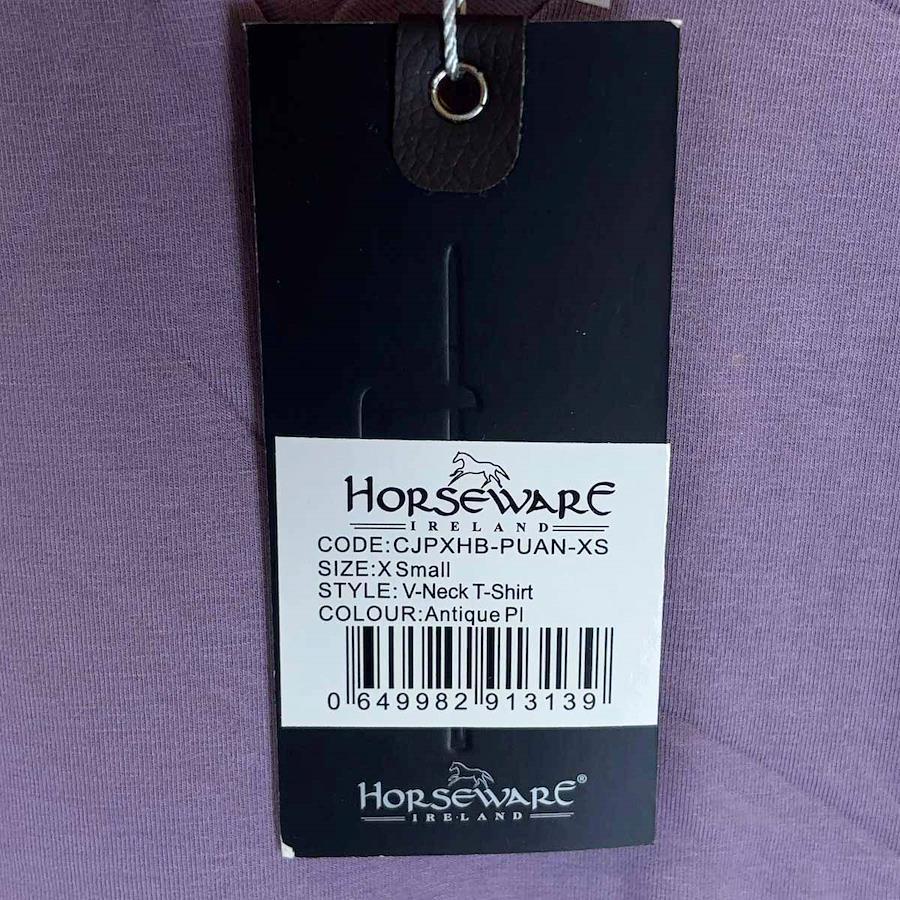 HORSEWARE
IRELAND
CODE:CJPXHB-PUAN-XS
SIZE:X Small
STYLE: V-Neck T-Shirt
COLOUR:Antique Pl
0 649982 913139
HORSEWARE®
IRELAND